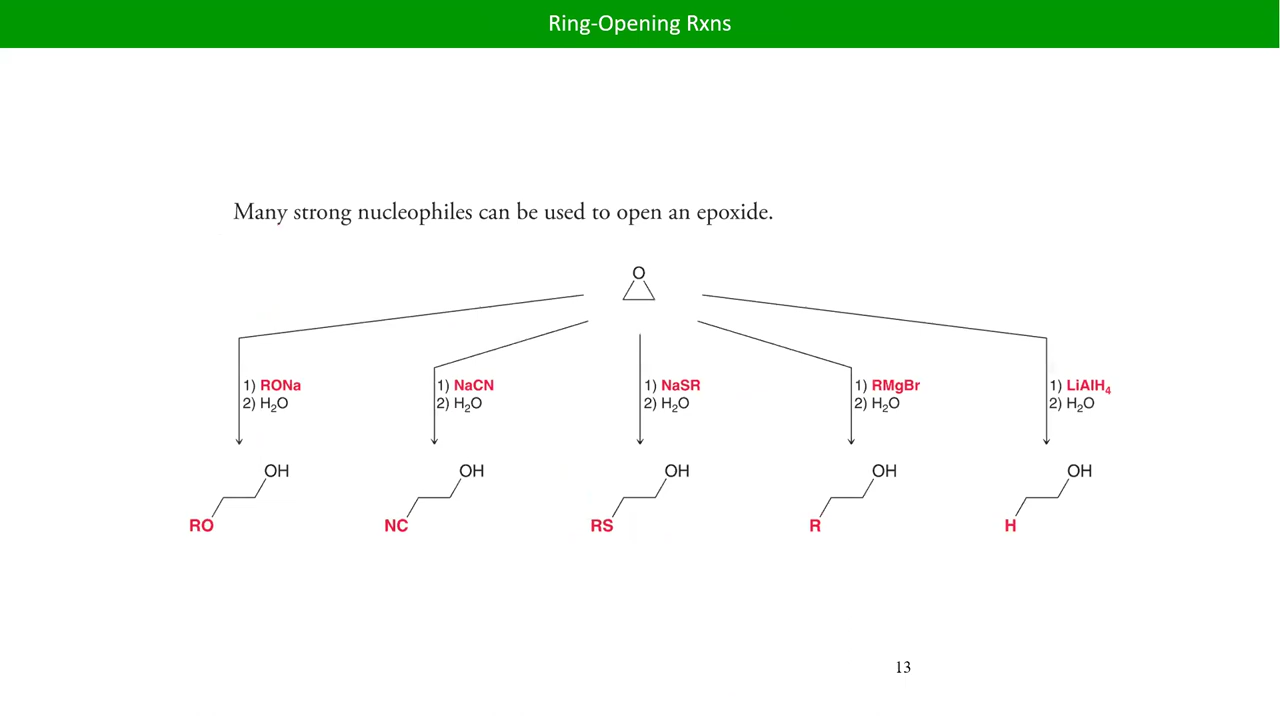 Ring-Opening Rxns
Many strong nucleophiles can be used to open an epoxide.
O
1) RONa
2) H₂O
1) NaCN
2) H₂O
1) NaSR
2) H₂O
1) RMgBr
2) H₂O
1) LiAlH₄
2) H₂O
OH
RO
OH
NC
OH
RS
OH
R
OH
H
13